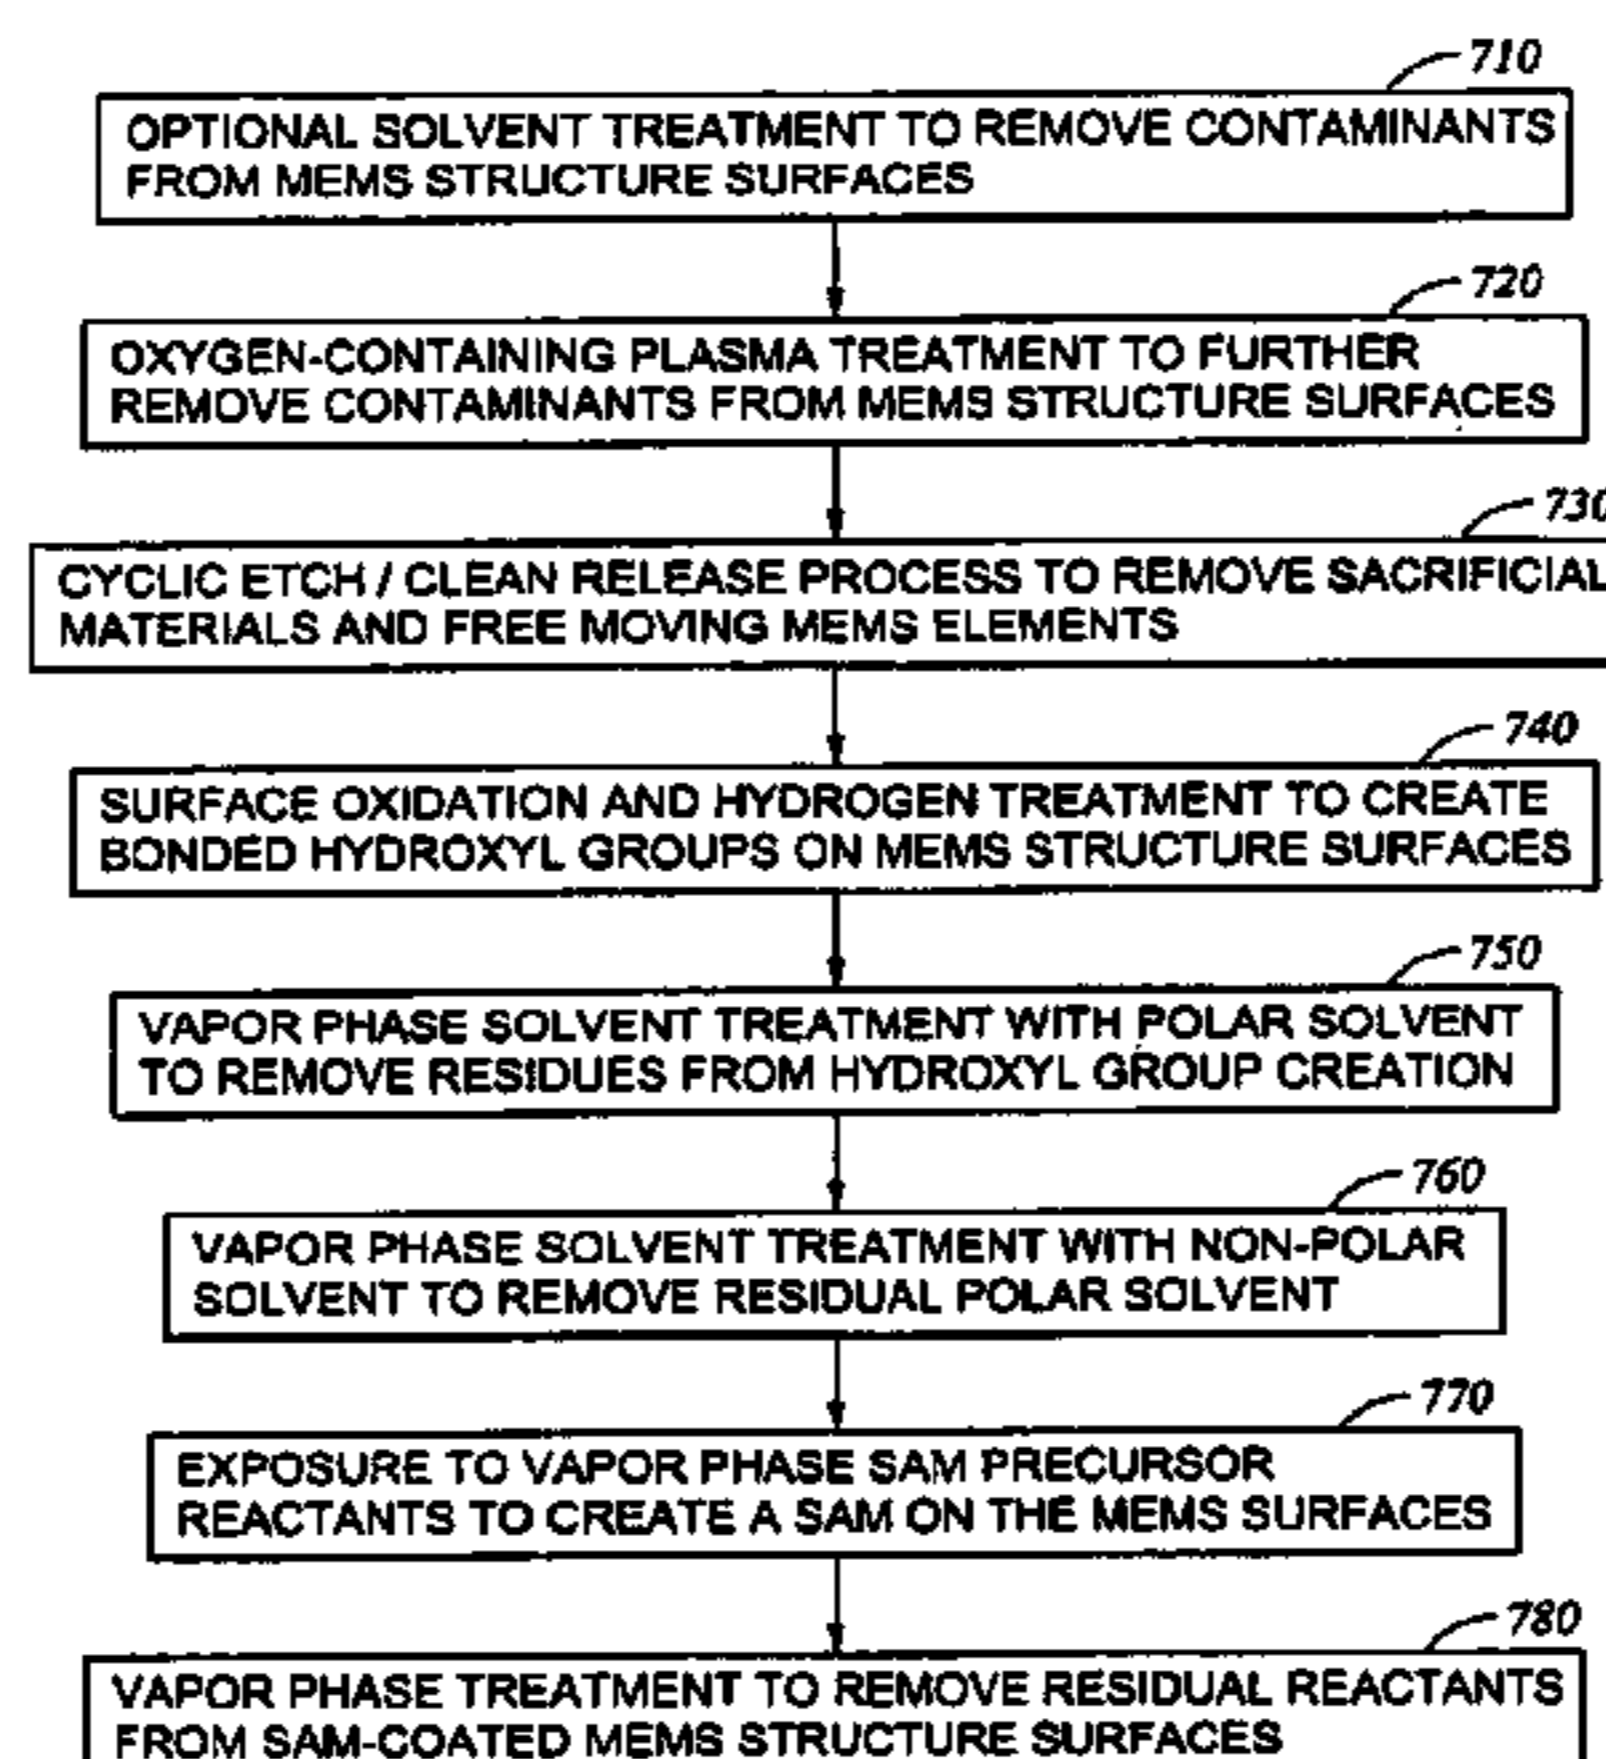 710
OPTIONAL SOLVENT TREATMENT TO REMOVE CONTAMINANTS
FROM MEMS STRUCTURE SURFACES
720
OXYGEN-CONTAINING PLASMA TREATMENT TO FURTHER
REMOVE CONTAMINANTS FROM MEMS STRUCTURE SURFACES
730
CYCLIC ETCH / CLEAN RELEASE PROCESS TO REMOVE SACRIFICIAL
MATERIALS AND FREE MOVING MEMS ELEMENTS
740
SURFACE OXIDATION AND HYDROGEN TREATMENT TO CREATE
BONDED HYDROXYL GROUPS ON MEMS STRUCTURE SURFACES
750
VAPOR PHASE SOLVENT TREATMENT WITH POLAR SOLVENT
TO REMOVE RESIDUES FROM HYDROXYL GROUP CREATION
760
VAPOR PHASE SOLVENT TREATMENT WITH NON-POLAR
SOLVENT TO REMOVE RESIDUAL POLAR SOLVENT
770
EXPOSURE TO VAPOR PHASE SAM PRECURSOR
REACTANTS TO CREATE A SAM ON THE MEMS SURFACES
780
VAPOR PHASE TREATMENT TO REMOVE RESIDUAL REACTANTS
FROM SAM-COATED MEMS STRUCTURE SURFACES